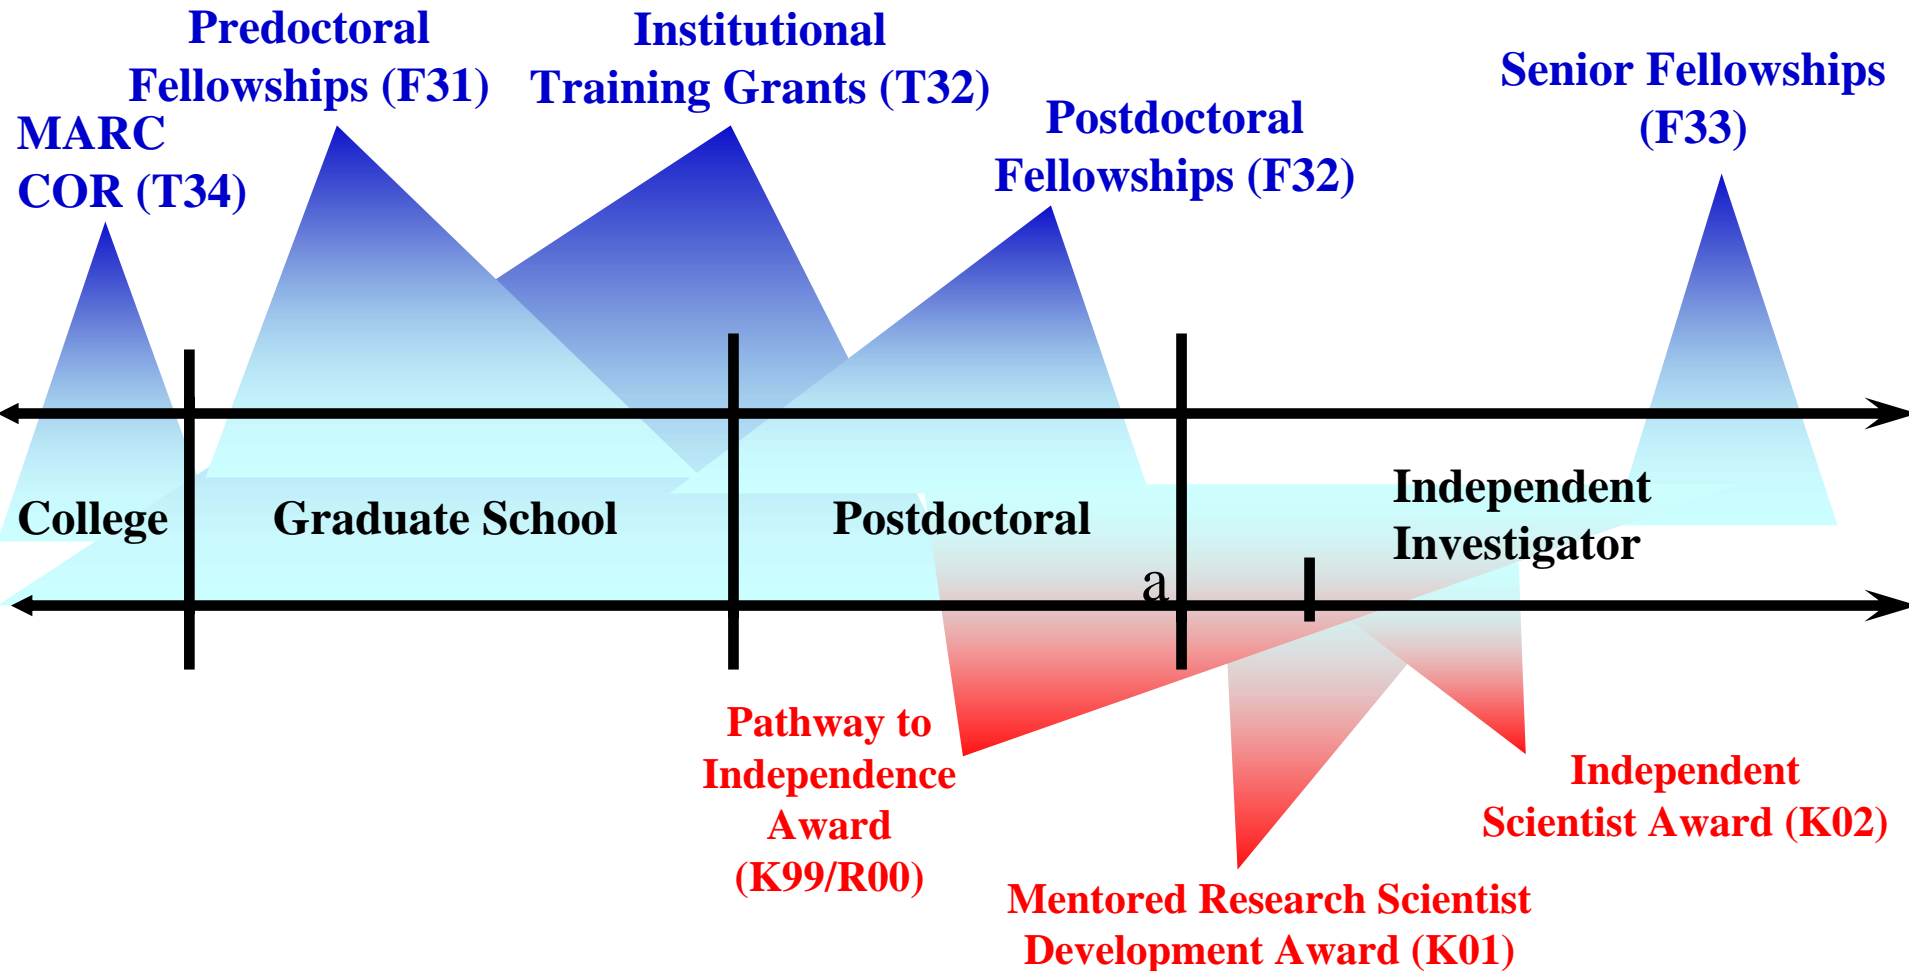 Predoctoral
Fellowships (F31)
Institutional
Training Grants (T32)
Senior Fellowships
(F33)
MARC
COR (T34)
Postdoctoral
Fellowships (F32)
College
Graduate School
Postdoctoral
Independent
Investigator
a
Pathway to
Independence
Award
(K99/R00)
Independent
Scientist Award (K02)
Mentored Research Scientist
Development Award (K01)